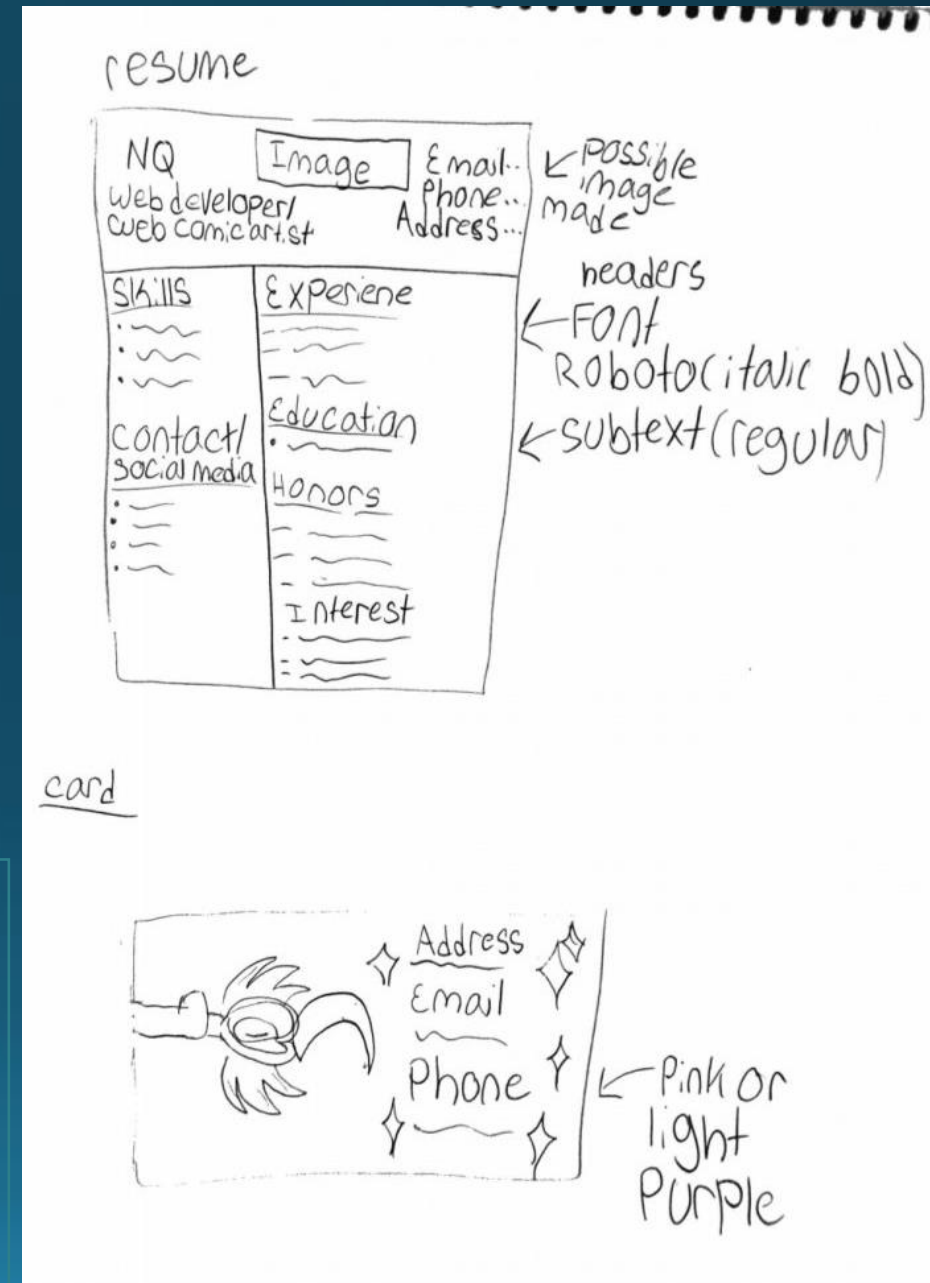 resume
NQ
Web developer/
web comic artist
Image
Email..
Phone..
Address...
Possible
image
made
headers
Font
Roboto(italic bold)
subtext(regular)
Skills
Contact/
social media
Experiene
Education
Honors
Interest
card
Address
Email
Phone
Pink or
light
Purple